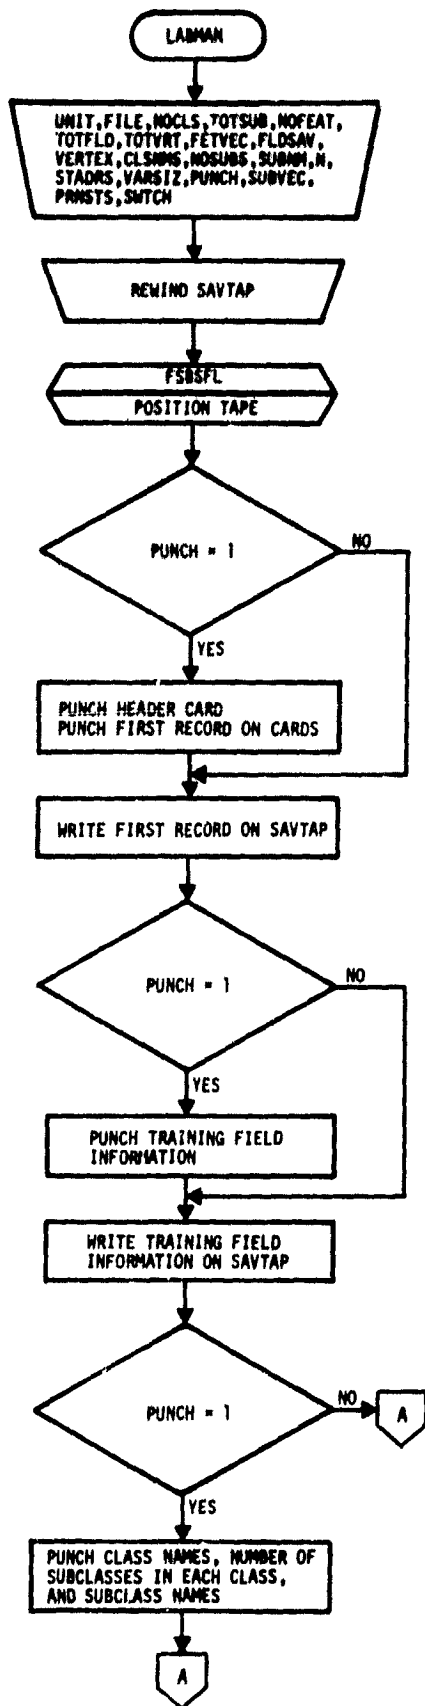 LABMAN
UNIT,FILE,NOCLS,TOTSUB,NOFEAT,
TOTFLD,TOTVRT,FETVEC,FLDSAV,
VERTEX,CLSNMS,NOSUBS,SUBNM,N,
STADRS,VARSIZ,PUNCH,SUBVEC,
PRNSTS,SWTCH
REWIND SAVTAP
FSBSFL
POSITION TAPE
PUNCH = 1
NO
YES
PUNCH HEADER CARD
PUNCH FIRST RECORD ON CARDS
WRITE FIRST RECORD ON SAVTAP
PUNCH = 1
NO
YES
PUNCH TRAINING FIELD
INFORMATION
WRITE TRAINING FIELD
INFORMATION ON SAVTAP
PUNCH = 1
NO
A
YES
PUNCH CLASS NAMES, NUMBER OF
SUBCLASSES IN EACH CLASS,
AND SUBCLASS NAMES
A